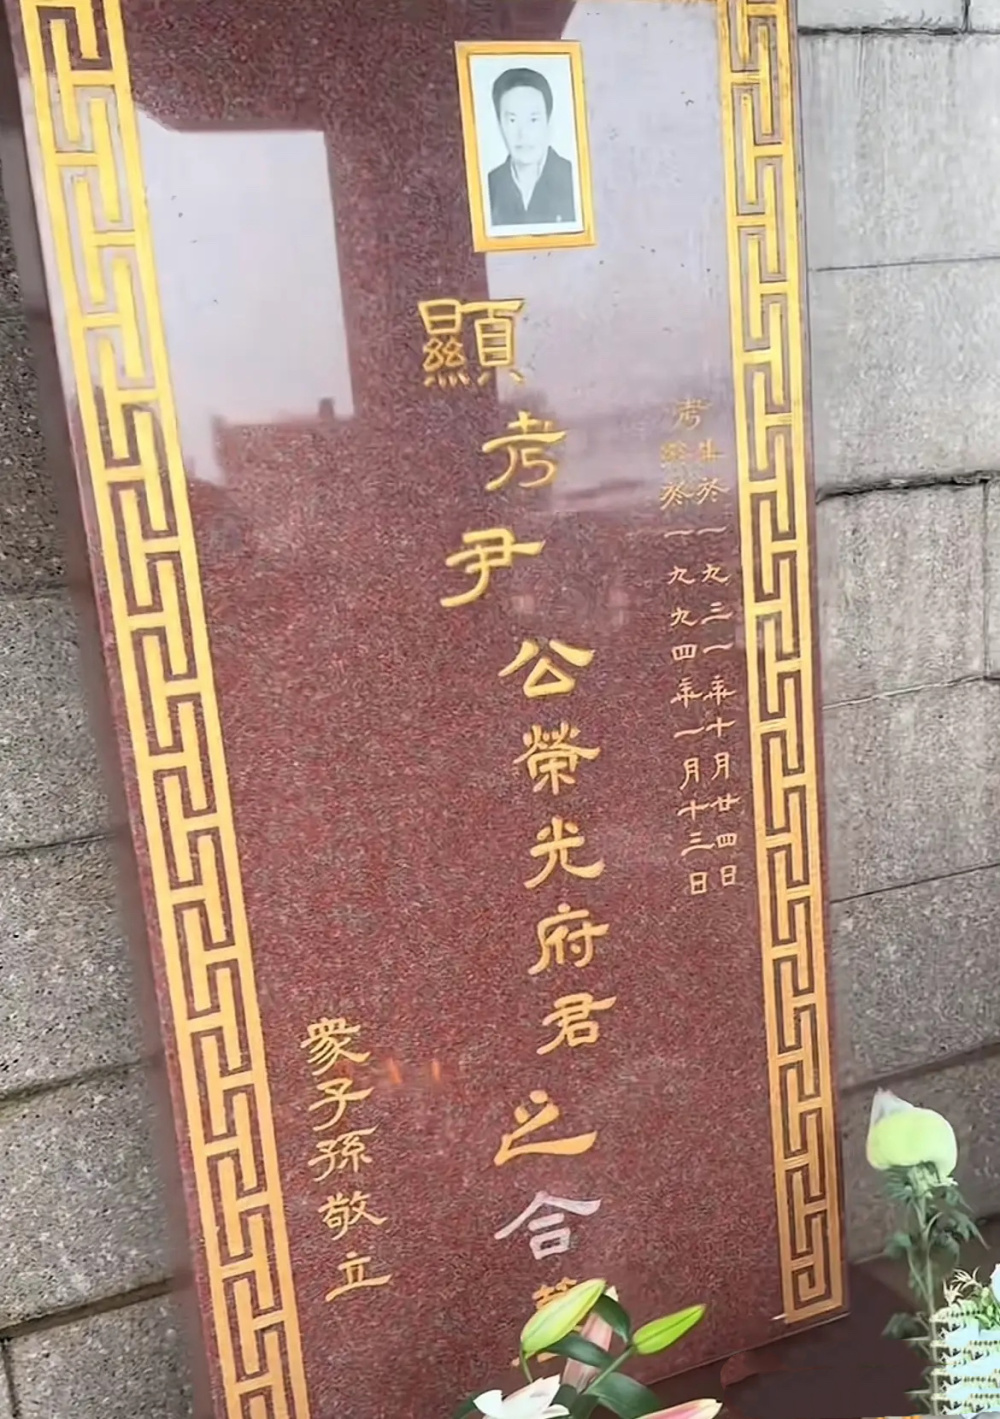 考
生於一九三一年十月廿四日
終於一九九四年一月十三日
顯考尹公榮光府君之合
眾子孫敬立